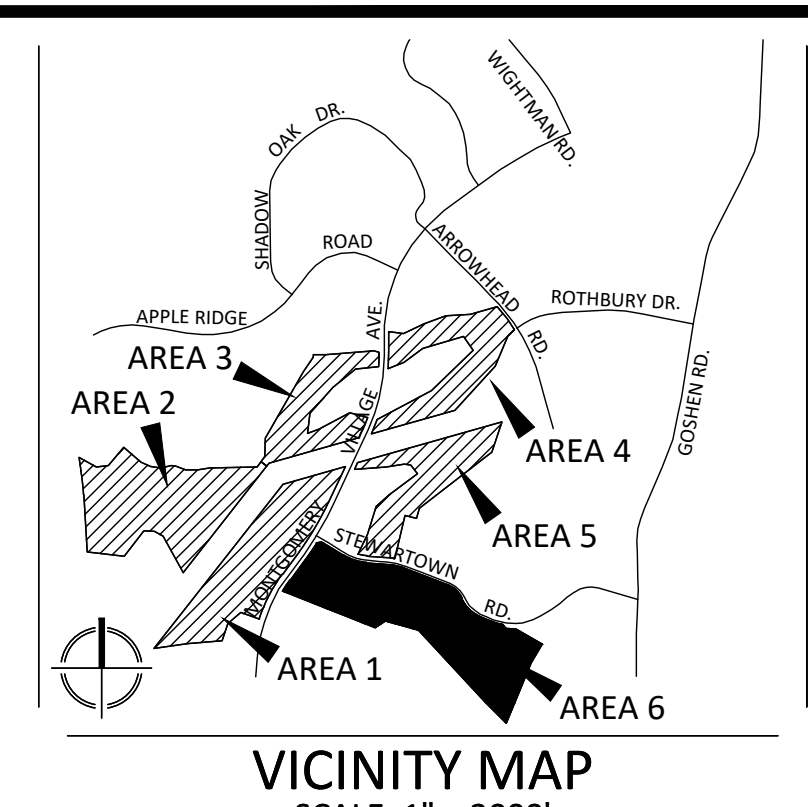 WIGHTMAN RD.
SHADOW OAK DR.
ARROWHEAD RD.
APPLE RIDGE ROAD
ROTHBURY DR.
GOSHEN RD.
MONTGOMERY VILLAGE AVE.
AREA 3
AREA 2
AREA 4
AREA 5
STEWARTOWN RD.
AREA 1
AREA 6
VICINITY MAP